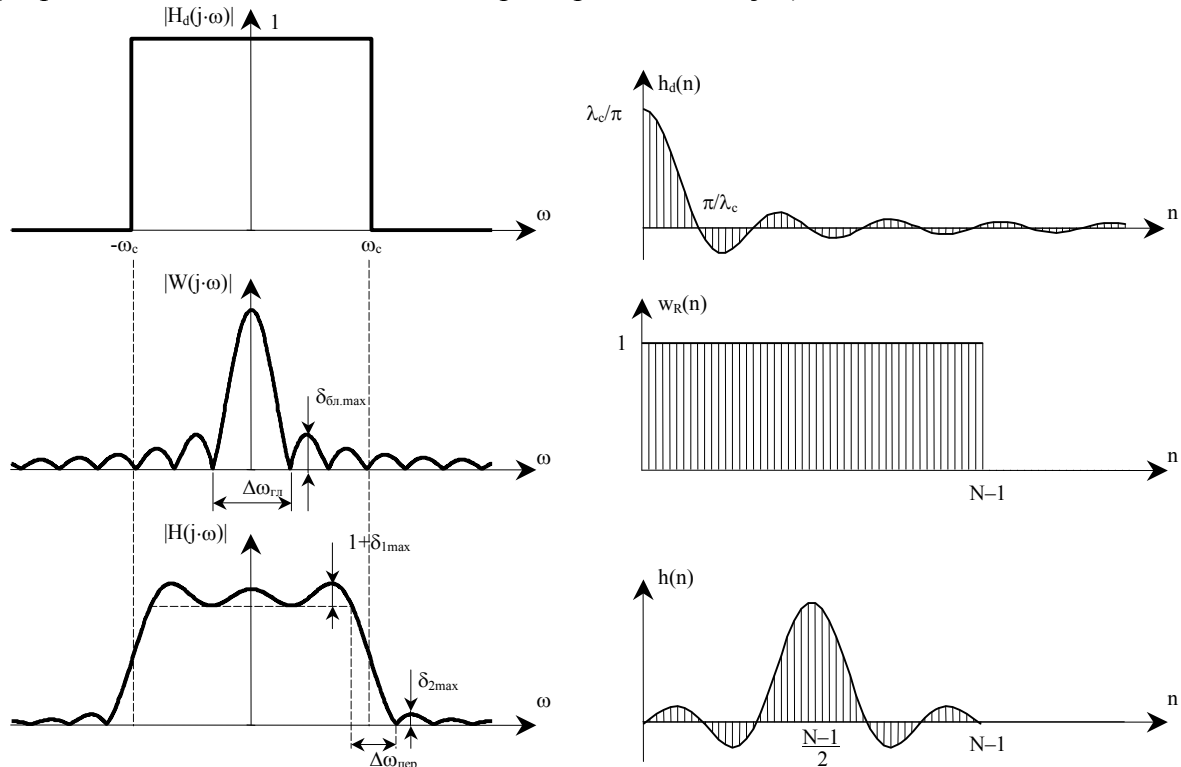 |H_d(j·ω)| 1
ω
-ω_c ω_c
|W(j·ω)|
δ_бл.max
ω
Δω_гл
|H(j·ω)|
1+δ_1max
δ_2max
ω
Δω_пер
h_d(n)
λ_c/π
π/λ_c
n
w_R(n)
1
n
N–1
h(n)
n
N–1
2
N–1